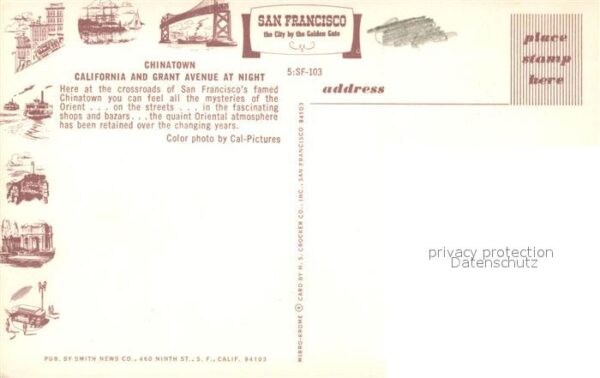 SAN FRANCISCO
the City by the Golden Gate
CHINATOWN
CALIFORNIA AND GRANT AVENUE AT NIGHT
Here at the crossroads of San Francisco's famed
Chinatown you can feel all the mysteries of the
Orient . . . on the streets . . . in the fascinating
shops and bazars . . . the quaint Oriental atmosphere
has been retained over the changing years.
Color photo by Cal-Pictures
5:SF-103
address
place
stamp
here
MIRRO-KROME ® CARD BY H. S. CROCKER CO., INC., SAN FRANCISCO 94103
privacy protection
Datenschutz
PUB. BY SMITH NEWS CO., 460 NINTH ST., S. F., CALIF. 94103